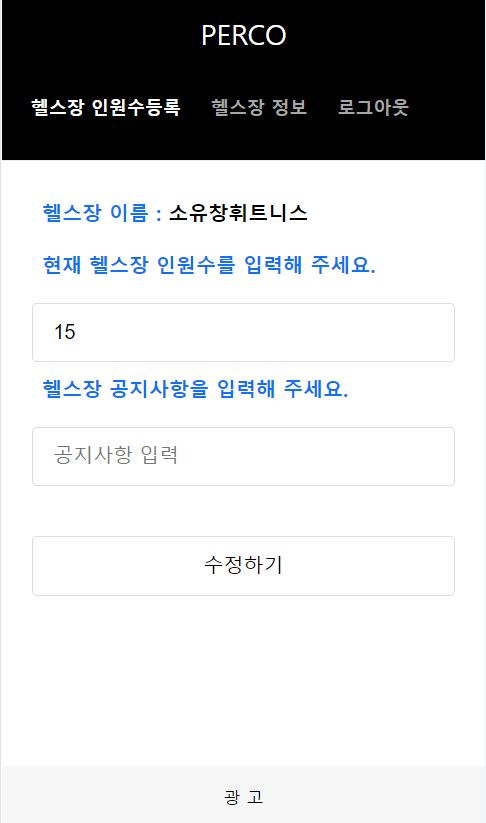 PERCO
헬스장 인원수등록 헬스장 정보 로그아웃
헬스장 이름 : 소유창휘트니스
현재 헬스장 인원수를 입력해 주세요.
15
헬스장 공지사항을 입력해 주세요.
공지사항 입력
수정하기
광 고